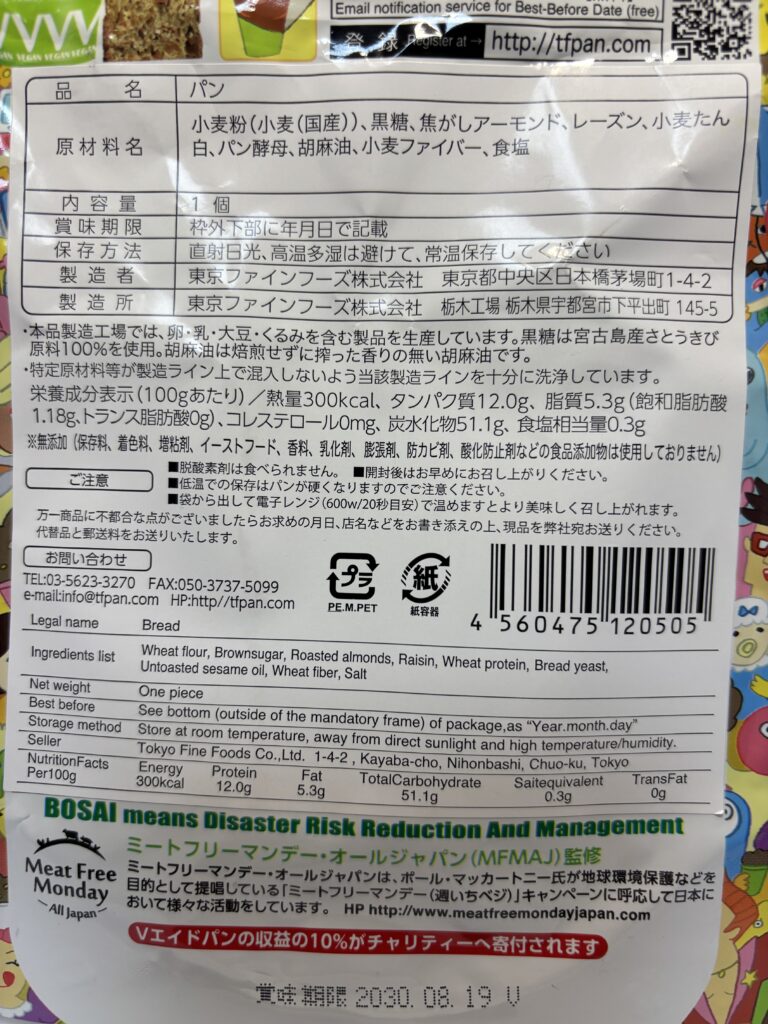 VVVV
VEGAN VEGAN VEGAN
Email notification service for Best-Before Date (free)
登録 Register at → http://tfpan.com
品名 パン
原材料名 小麦粉(小麦(国産))、黒糖、焦がしアーモンド、レーズン、小麦たん
白、パン酵母、胡麻油、小麦ファイバー、食塩
内容量 1 個
賞味期限 枠外下部に年月日で記載
保存方法 直射日光、高温多湿は避けて、常温保存してください
製造者 東京ファインフーズ株式会社 東京都中央区日本橋茅場町1-4-2
製造所 東京ファインフーズ株式会社 栃木工場 栃木県宇都宮市下平出町 145-5
・本品製造工場では、卵・乳・大豆・くるみを含む製品を生産しています。黒糖は宮古島産さとうきび
原料100%を使用。胡麻油は焙煎せずに搾った香りの無い胡麻油です。
・特定原材料等が製造ライン上で混入しないよう当該製造ラインを十分に洗浄しています。
栄養成分表示(100gあたり)/熱量300kcal、タンパク質12.0g、脂質5.3g(飽和脂肪酸
1.18g、トランス脂肪酸0g)、コレステロール0mg、炭水化物51.1g、食塩相当量0.3g
※無添加(保存料、着色料、増粘剤、イーストフード、香料、乳化剤、膨張剤、防カビ剤、酸化防止剤などの食品添加物は使用しておりません)
ご注意
■脱酸素剤は食べられません。 ■開封後はお早めにお召し上がりください。
■低温での保存はパンが硬くなりますのでご注意ください。
■袋から出して電子レンジ(600w/20秒目安)で温めますとより美味しく召し上がれます。
万一商品に不都合な点がございましたらお求めの月日、店名などをお書き添えの上、現品を弊社宛お送りください。
代替品と郵送料をお送りいたします。
お問い合わせ
TEL:03-5623-3270 FAX:050-3737-5099
e-mail:info@tfpan.com HP:http//tfpan.com
プラ
PE.M.PET
紙
紙容器
4 560475 120505
Legal name Bread
Ingredients list Wheat flour, Brownsugar, Roasted almonds, Raisin, Wheat protein, Bread yeast,
Untoasted sesame oil, Wheat fiber, Salt
Net weight One piece
Best before See bottom (outside of the mandatory frame) of package,as "Year.month.day"
Storage method Store at room temperature, away from direct sunlight and high temperature/humidity.
Seller Tokyo Fine Foods Co.,Ltd. 1-4-2 , Kayaba-cho, Nihonbashi, Chuo-ku, Tokyo
NutritionFacts Energy Protein Fat TotalCarbohydrate Saltequivalent TransFat
Per100g 300kcal 12.0g 5.3g 51.1g 0.3g 0g
BOSAI means Disaster Risk Reduction And Management
Meat Free
Monday
All Japan
ミートフリーマンデー・オールジャパン(MFMAJ)監修
ミートフリーマンデー・オールジャパンは、ポール・マッカートニー氏が地球環境保護などを
目的として提唱している「ミートフリーマンデー(週いちベジ)」キャンペーンに呼応して日本に
おいて様々な活動をしています。 HP http://www.meatfreemondayjapan.com
Vエイドパンの収益の10%がチャリティーへ寄付されます
賞味期限 2030. 08. 19 U